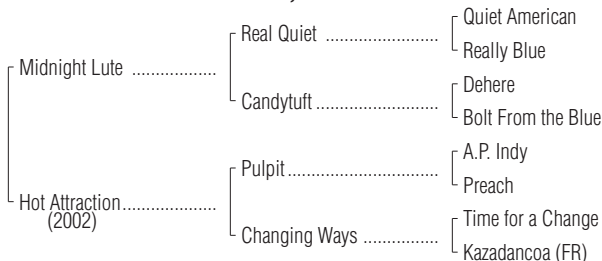 Quiet American
Real Quiet ....................
Really Blue
Midnight Lute ...............
Dehere
Candytuft.....................
Bolt From the Blue
A.P. Indy
Pulpit...........................
Preach
Hot Attraction................
(2002)
Time for a Change
Changing Ways .............
Kazadancoa (FR)